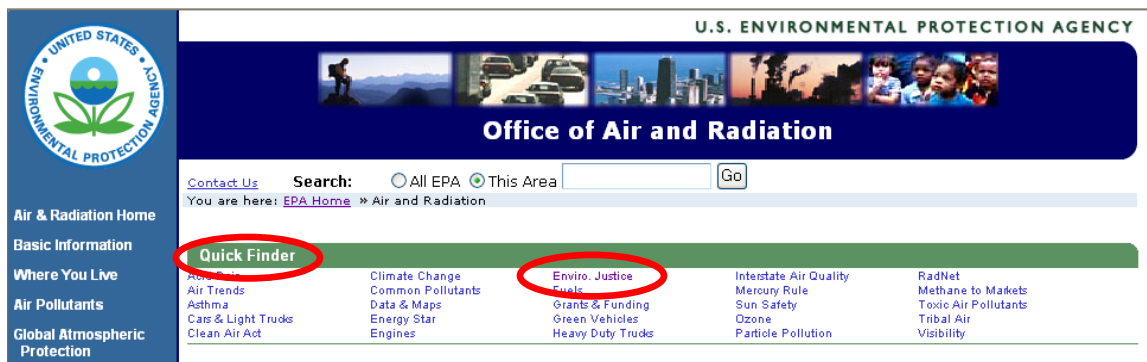 U.S. ENVIRONMENTAL PROTECTION AGENCY
UNITED STATES ENVIRONMENTAL PROTECTION AGENCY
Office of Air and Radiation
Contact Us Search: All EPA This Area Go
You are here: EPA Home » Air and Radiation
Air & Radiation Home
Basic Information
Where You Live
Air Pollutants
Global Atmospheric
Protection
Quick Finder
Acid Rain Climate Change Enviro. Justice Interstate Air Quality RadNet
Air Trends Common Pollutants Fuels Mercury Rule Methane to Markets
Asthma Data & Maps Grants & Funding Sun Safety Toxic Air Pollutants
Cars & Light Trucks Energy Star Green Vehicles Ozone Tribal Air
Clean Air Act Engines Heavy Duty Trucks Particle Pollution Visibility